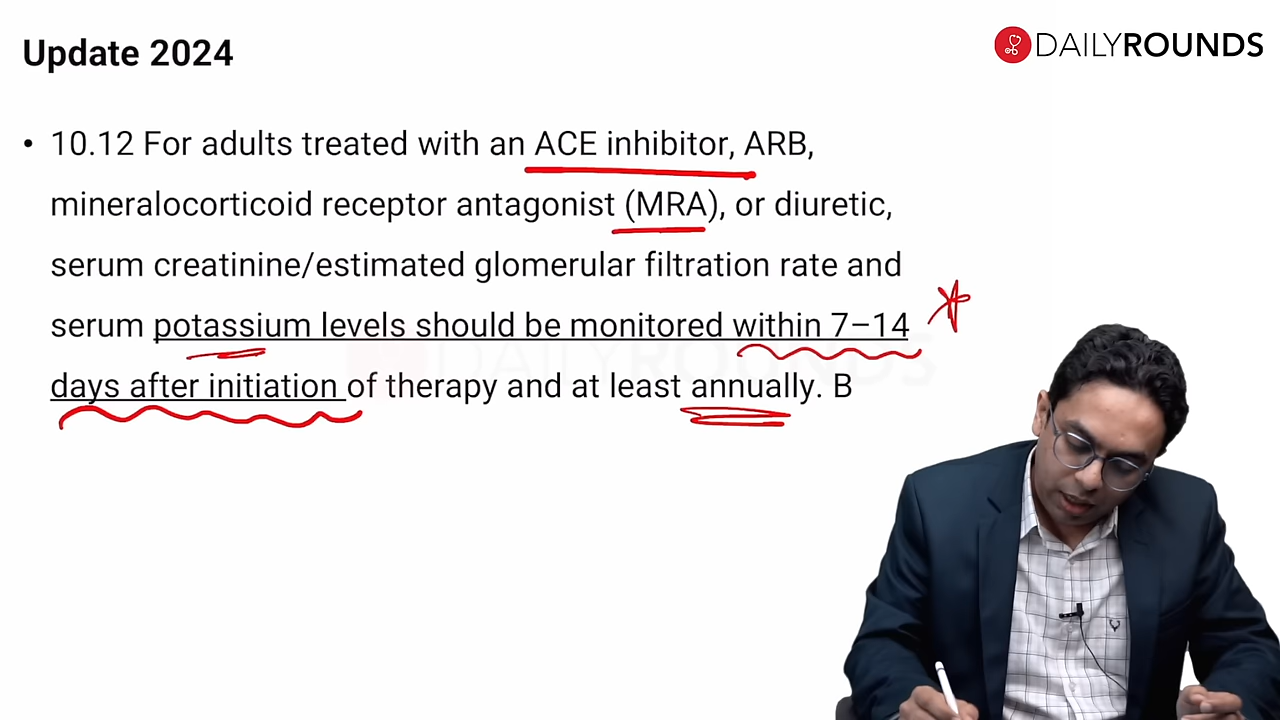 Update 2024
DAILYROUNDS
• 10.12 For adults treated with an ACE inhibitor, ARB,
mineralocorticoid receptor antagonist (MRA), or diuretic,
serum creatinine/estimated glomerular filtration rate and
serum potassium levels should be monitored within 7–14
days after initiation of therapy and at least annually. B
DAILYROUNDS